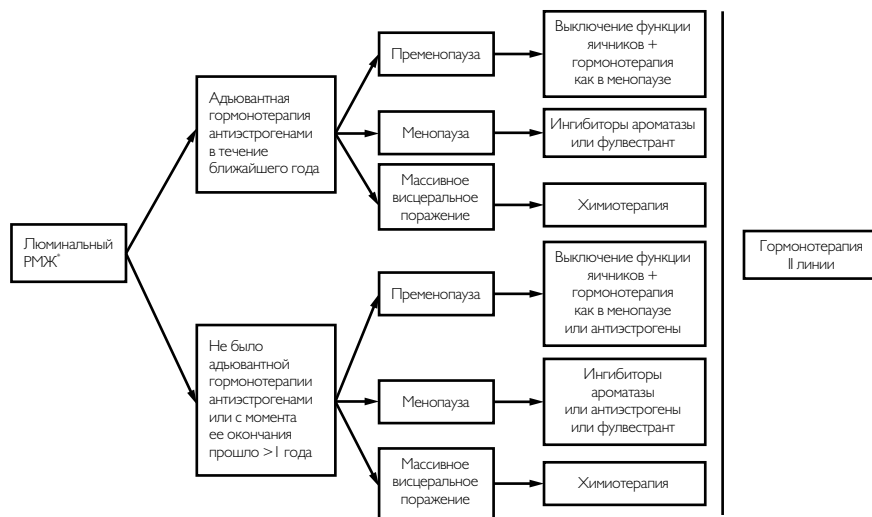 Люминальный
РМЖ*
Адъювантная
гормонотерапия
антиэстрогенами
в течение
ближайшего года
Пременопауза
Выключение функции
яичников +
гормонотерапия
как в менопаузе
Менопауза
Ингибиторы ароматазы
или фулвестрант
Массивное
висцеральное
поражение
Химиотерапия
Не было
адъювантной
гормонотерапии
антиэстрогенами
или с момента
ее окончания
прошло >1 года
Пременопауза
Выключение функции
яичников +
гормонотерапия
как в менопаузе
или антиэстрогены
Менопауза
Ингибиторы
ароматазы
или антиэстрогены
или фулвестрант
Массивное
висцеральное
поражение
Химиотерапия
Гормонотерапия
II линии